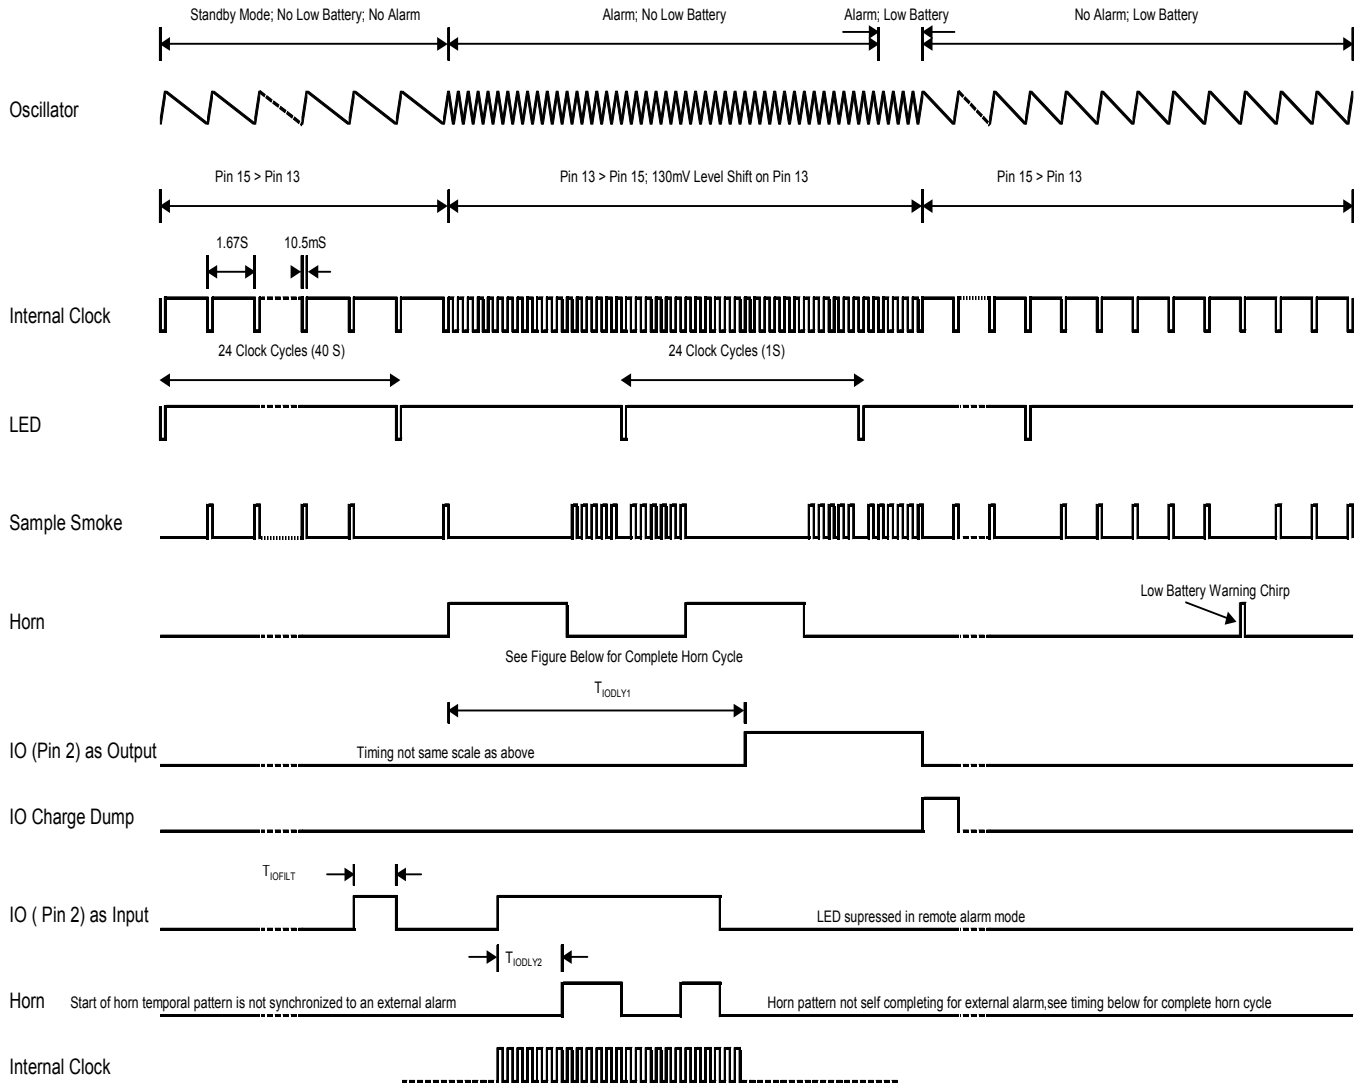 Standby Mode; No Low Battery; No Alarm
Alarm; No Low Battery
Alarm; Low Battery
No Alarm; Low Battery
Oscillator
Pin 15 > Pin 13
Pin 13 > Pin 15; 130mV Level Shift on Pin 13
Pin 15 > Pin 13
1.67S
10.5mS
Internal Clock
24 Clock Cycles (40 S)
24 Clock Cycles (1S)
LED
Sample Smoke
Low Battery Warning Chirp
Horn
See Figure Below for Complete Horn Cycle
TIODLY1
IO (Pin 2) as Output
Timing not same scale as above
IO Charge Dump
TIOFILT
IO ( Pin 2) as Input
LED supressed in remote alarm mode
TIODLY2
Horn
Start of horn temporal pattern is not synchronized to an external alarm
Horn pattern not self completing for external alarm,see timing below for complete horn cycle
Internal Clock